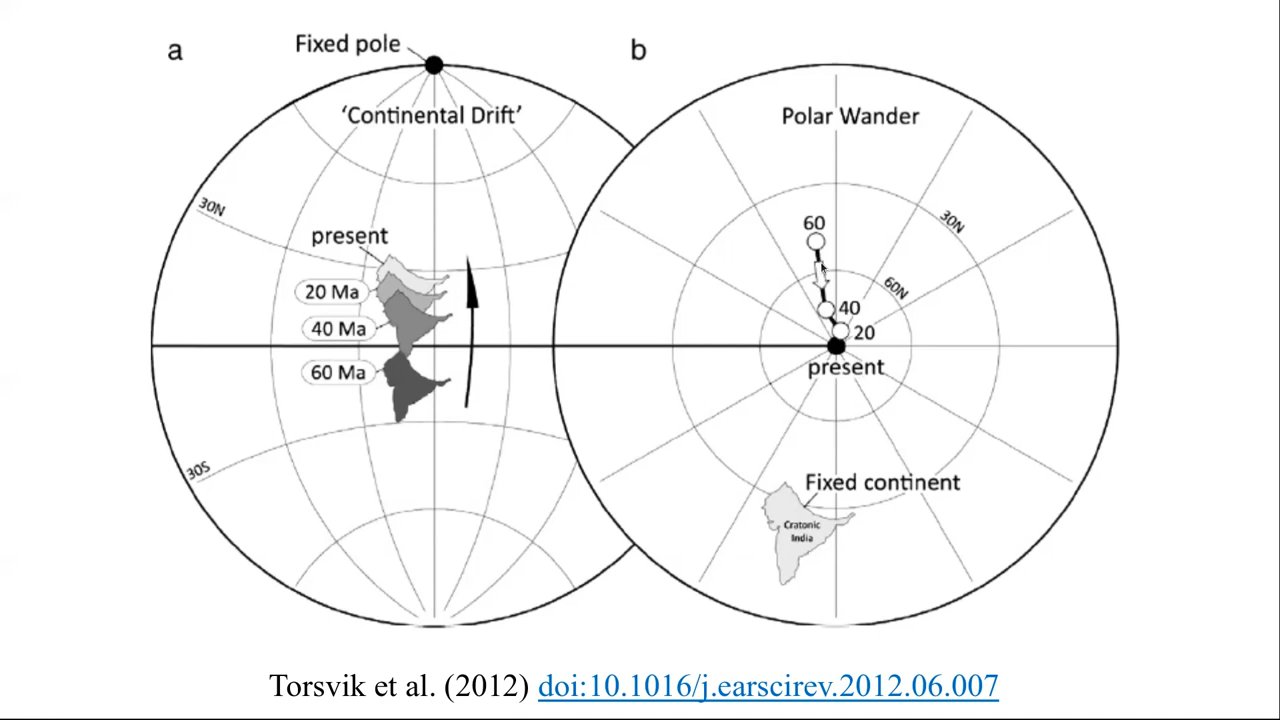 a
Fixed pole
‘Continental Drift’
30N
present
20 Ma
40 Ma
60 Ma
30S
b
Polar Wander
60
30N
60N
40
20
present
Fixed continent
Cratonic
India
Torsvik et al. (2012) doi:10.1016/j.earscirev.2012.06.007